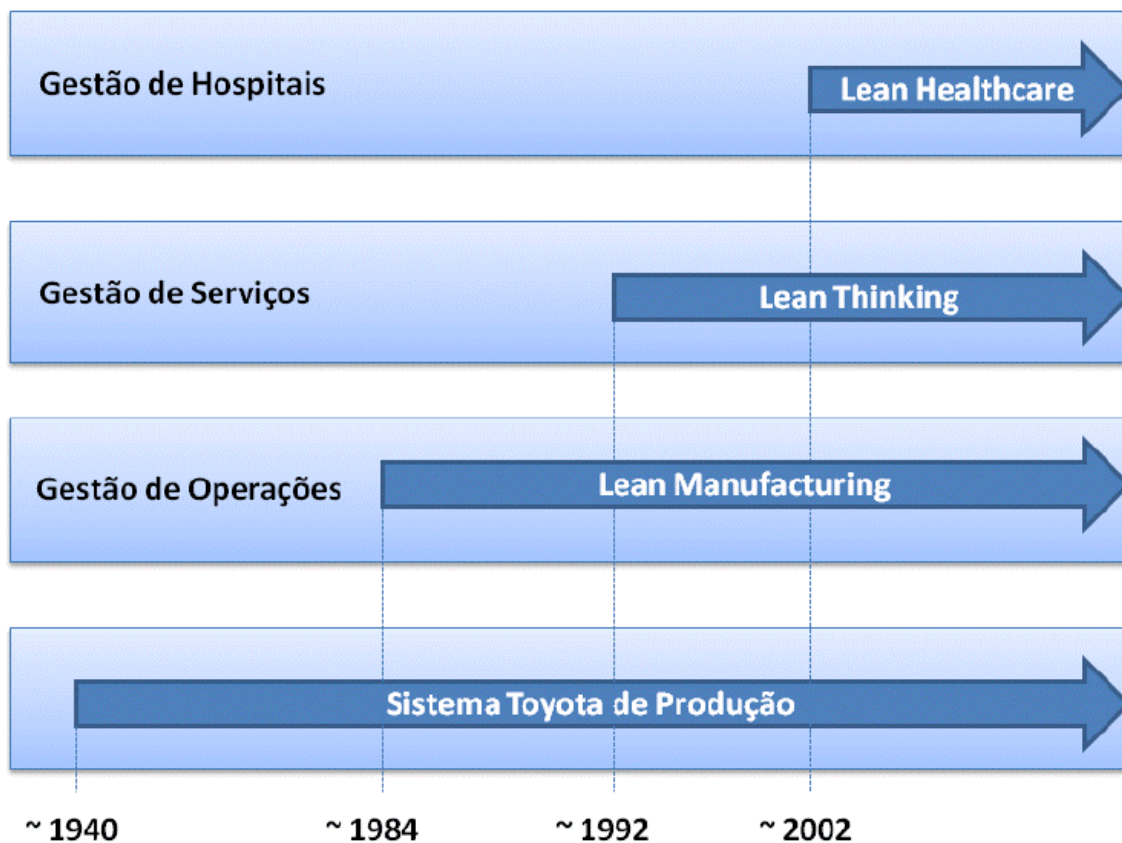 Gestão de Hospitais
Lean Healthcare
Gestão de Serviços
Lean Thinking
Gestão de Operações
Lean Manufacturing
Sistema Toyota de Produção
~ 1940
~ 1984
~ 1992
~ 2002